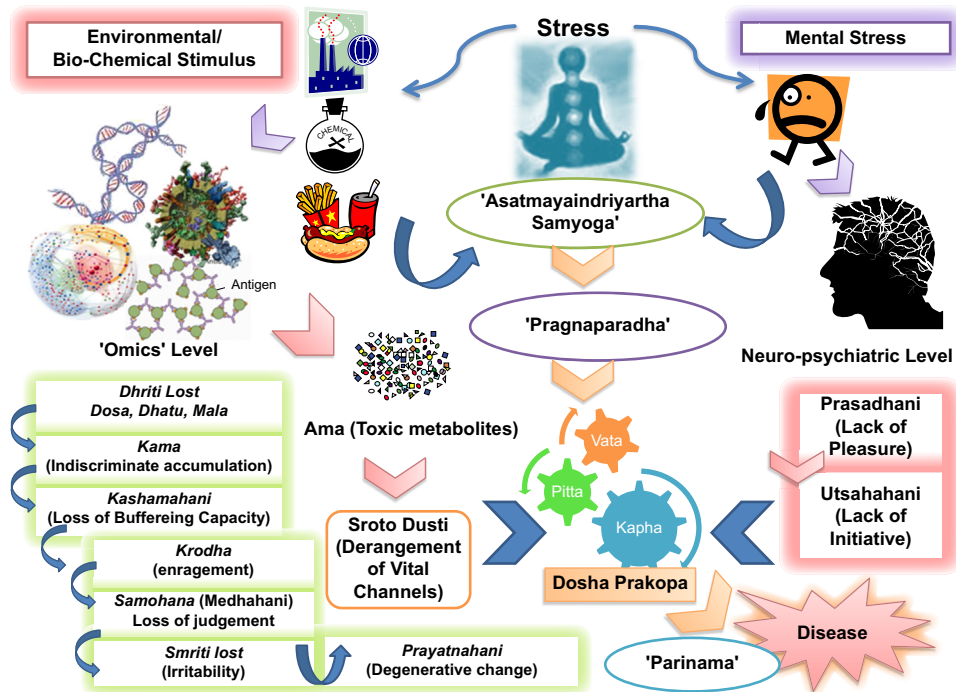 Environmental/
Bio-Chemical Stimulus
Stress
Mental Stress
CHEMICAL
'Asatmayaindriyartha
Samyoga'
Antigen
'Omics' Level
'Pragnaparadha'
Neuro-psychiatric Level
Dhriti Lost
Dosa, Dhatu, Mala
Kama
(Indiscriminate accumulation)
Kashamahani
(Loss of Buffereing Capacity)
Krodha
(enragement)
Samohana (Medhahani)
Loss of judgement
Smriti lost
(Irritability)
Prayatnahani
(Degenerative change)
Ama (Toxic metabolites)
Sroto Dusti
(Derangement
of Vital
Channels)
Vata
Pitta
Kapha
Dosha Prakopa
Prasadhani
(Lack of
Pleasure)
Utsahahani
(Lack of
Initiative)
'Parinama'
Disease